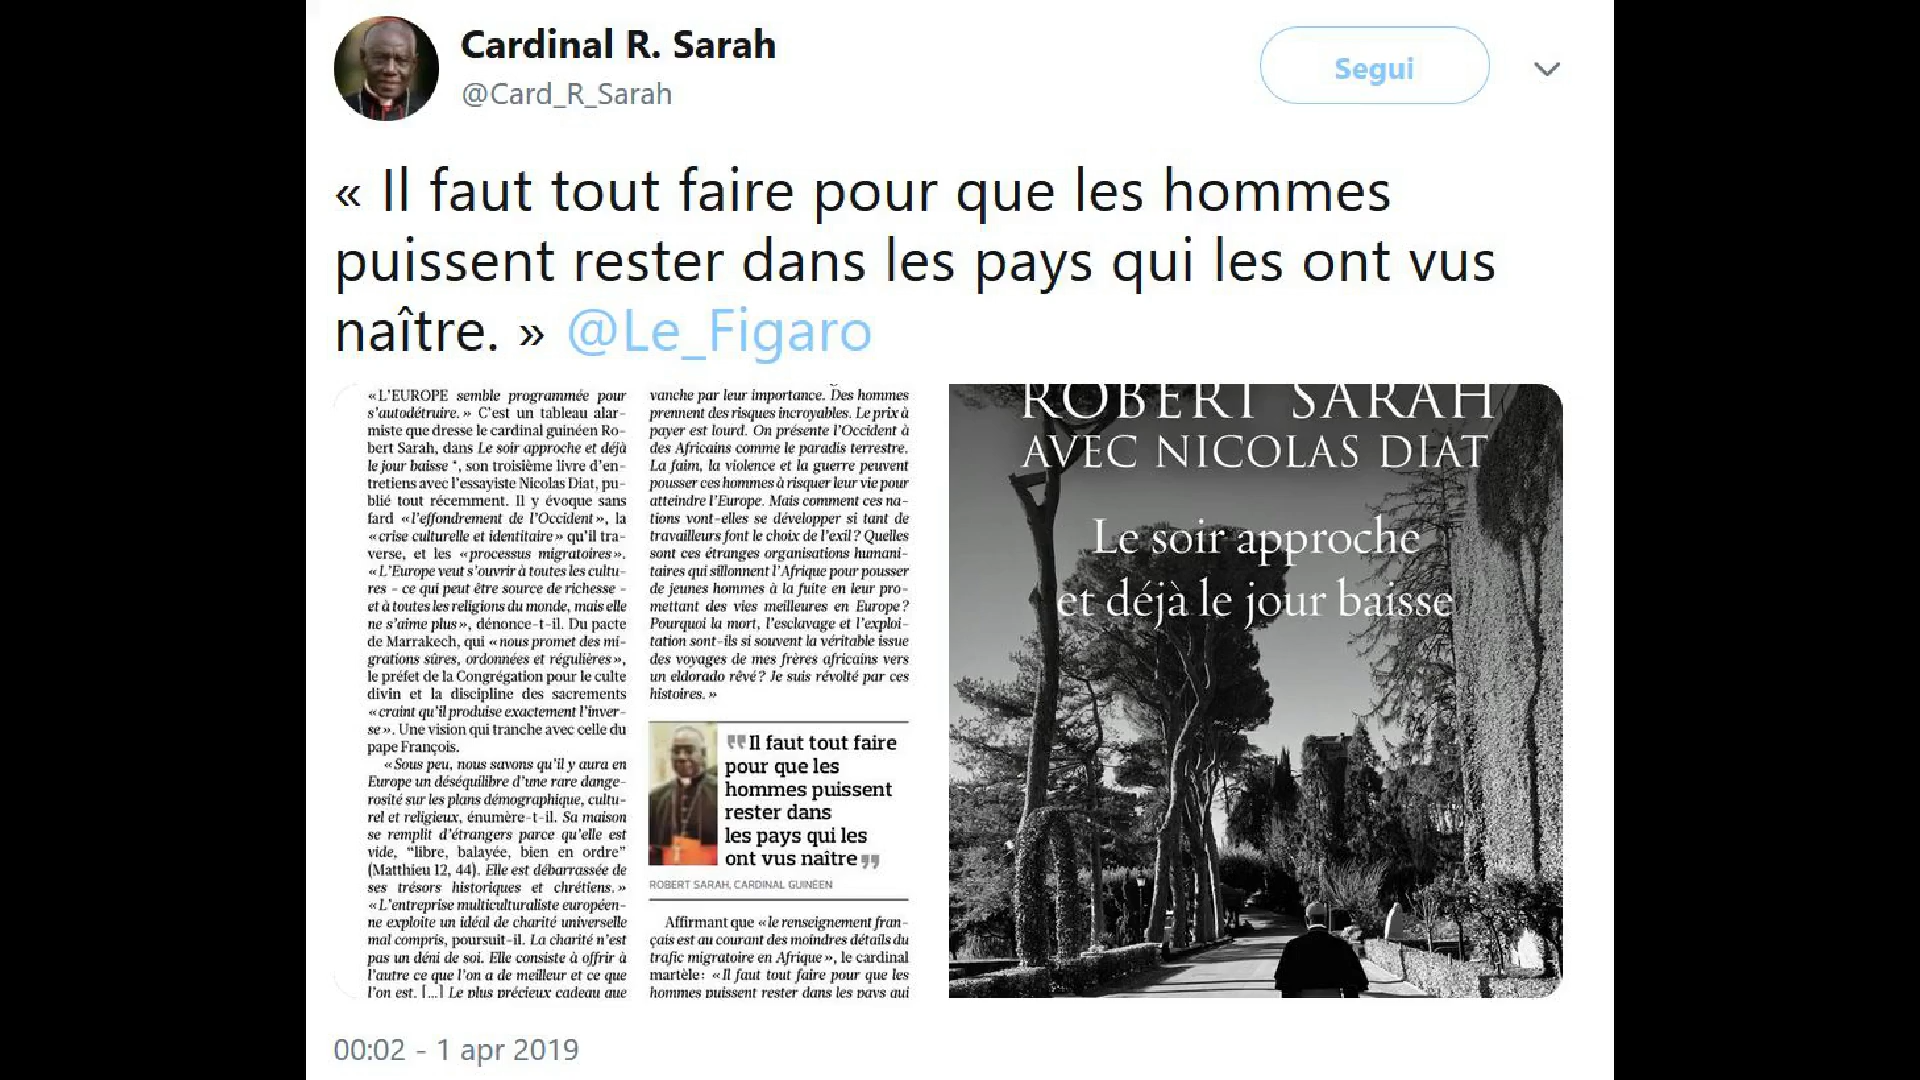 Cardinal R. Sarah
@Card_R_Sarah
Segui
« Il faut tout faire pour que les hommes
puissent rester dans les pays qui les ont vus
naître. » @Le_Figaro
«L'EUROPE semble programmée pour
s'autodétruire.» C'est un tableau alar-
miste que dresse le cardinal guinéen Ro-
bert Sarah, dans Le soir approche et déjà
le jour baisse *, son troisième livre d'en-
tretiens avec l'essayiste Nicolas Diat, pu-
blié tout récemment. Il y évoque sans
fard «l'effondrement de l'Occident», la
«crise culturelle et identitaire» qu'il tra-
verse, et les «processus migratoires».
«L'Europe veut s'ouvrir à toutes les cultu-
res - ce qui peut être source de richesse -
et à toutes les religions du monde, mais elle
ne s'aime plus», dénonce-t-il. Du pacte
de Marrakech, qui «nous promet des mi-
grations sûres, ordonnées et régulières»,
le préfet de la Congrégation pour le culte
divin et la discipline des sacrements
«craint qu'il produise exactement l'inver-
se». Une vision qui tranche avec celle du
pape François.
«Sous peu, nous savons qu'il y aura en
Europe un déséquilibre d'une rare dange-
rosité sur les plans démographique, cultu-
rel et religieux, énumère-t-il. Sa maison
se remplit d'étrangers parce qu'elle est
vide, “libre, balayée, bien en ordre”
(Matthieu 12, 44). Elle est débarrassée de
ses trésors historiques et chrétiens.»
«L'entreprise multiculturaliste européen-
ne exploite un idéal de charité universelle
mal compris, poursuit-il. La charité n'est
pas un déni de soi. Elle consiste à offrir à
l'autre ce que l'on a de meilleur et ce que
l'on est. [...] Le plus précieux cadeau que
vanche par leur importance. Des hommes
prennent des risques incroyables. Le prix à
payer est lourd. On présente l'Occident à
des Africains comme le paradis terrestre.
La faim, la violence et la guerre peuvent
pousser ces hommes à risquer leur vie pour
atteindre l'Europe. Mais comment ces na-
tions vont-elles se développer si tant de
travailleurs font le choix de l'exil ? Quelles
sont ces étranges organisations humani-
taires qui sillonnent l'Afrique pour pousser
de jeunes hommes à la fuite en leur pro-
mettant des vies meilleures en Europe ?
Pourquoi la mort, l'esclavage et l'exploi-
tation sont-ils si souvent la véritable issue
des voyages de mes frères africains vers
un eldorado rêvé ? Je suis révolté par ces
histoires.»
❞Il faut tout faire
pour que les
hommes puissent
rester dans
les pays qui les
ont vus naître❞
ROBERT SARAH, CARDINAL GUINÉEN
Affirmant que «le renseignement fran-
çais est au courant des moindres détails du
trafic migratoire en Afrique», le cardinal
martèle: «Il faut tout faire pour que les
hommes puissent rester dans les pays qui
ROBERT SARAH
AVEC NICOLAS DIAT
Le soir approche
et déjà le jour baisse
00:02 - 1 apr 2019